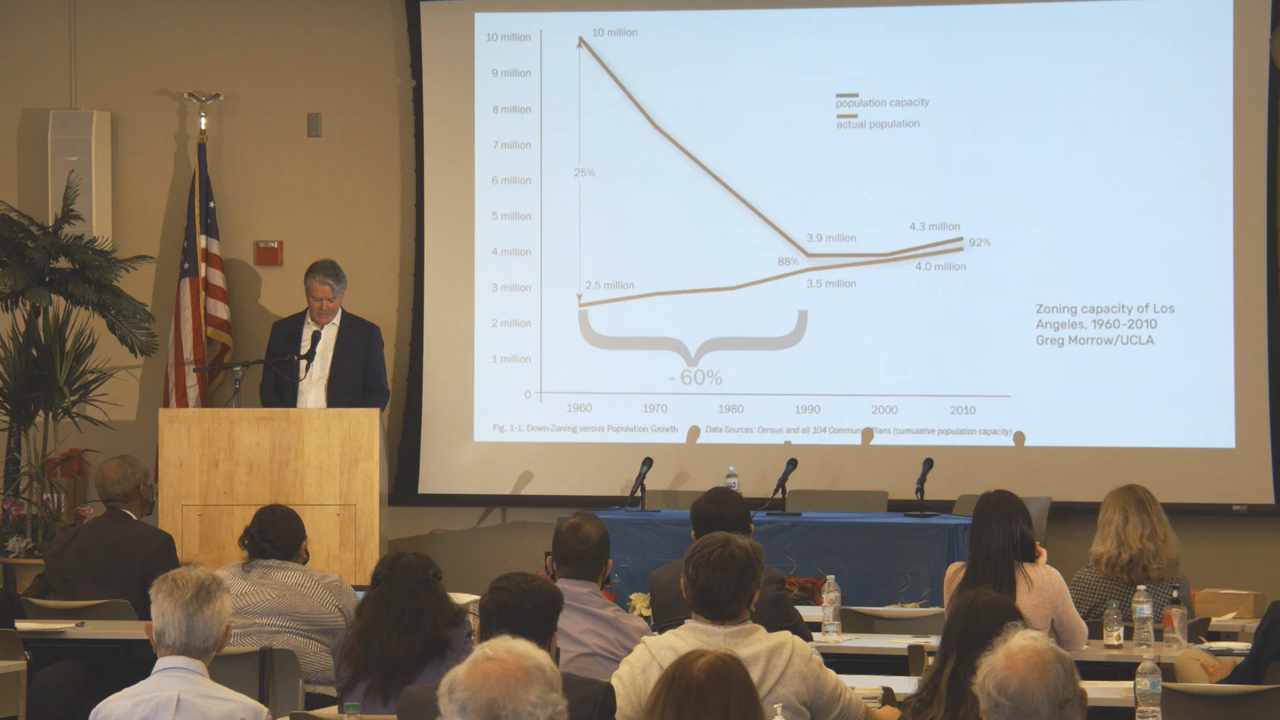 10 million
10 million
9 million
8 million
population capacity
actual population
7 million
25%
6 million
5 million
4.3 million
3.9 million
92%
4 million
88%
4.0 million
3 million
2.5 million
3.5 million
Zoning capacity of Los
Angeles, 1960-2010
Greg Morrow/UCLA
2 million
1 million
- 60%
0
1960 1970 1980 1990 2000 2010
Fig. 1-1: Down-Zoning versus Population Growth
Data Sources: Census and all 104 Plans (cumulative population capacity)